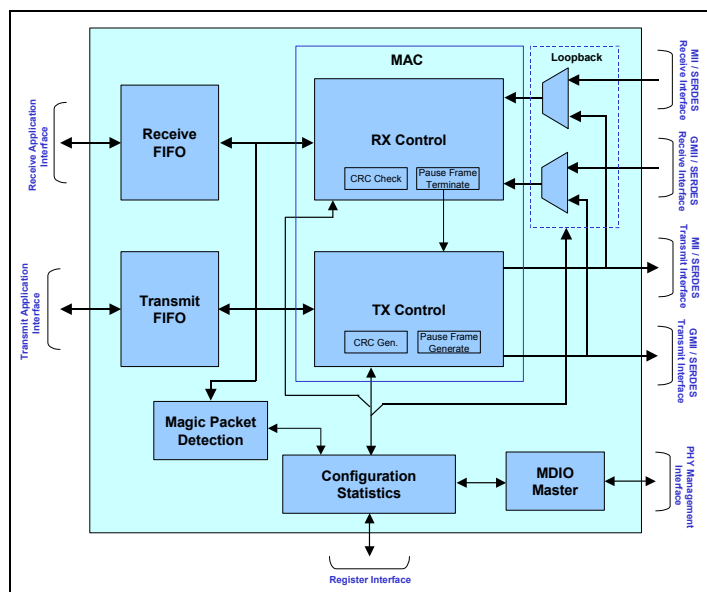 MAC
Loopback
MII / SERDES
Receive Interface
Receive Application
Interface
Receive
FIFO
RX Control
CRC Check
Pause Frame
Terminate
GMII / SERDES
Receive Interface
Transmit Application
Interface
Transmit
FIFO
TX Control
CRC Gen.
Pause Frame
Generate
MII / SERDES
Transmit Interface
GMII / SERDES
Transmit Interface
Magic Packet
Detection
Configuration
Statistics
MDIO
Master
PHY Management
Interface
Register Interface